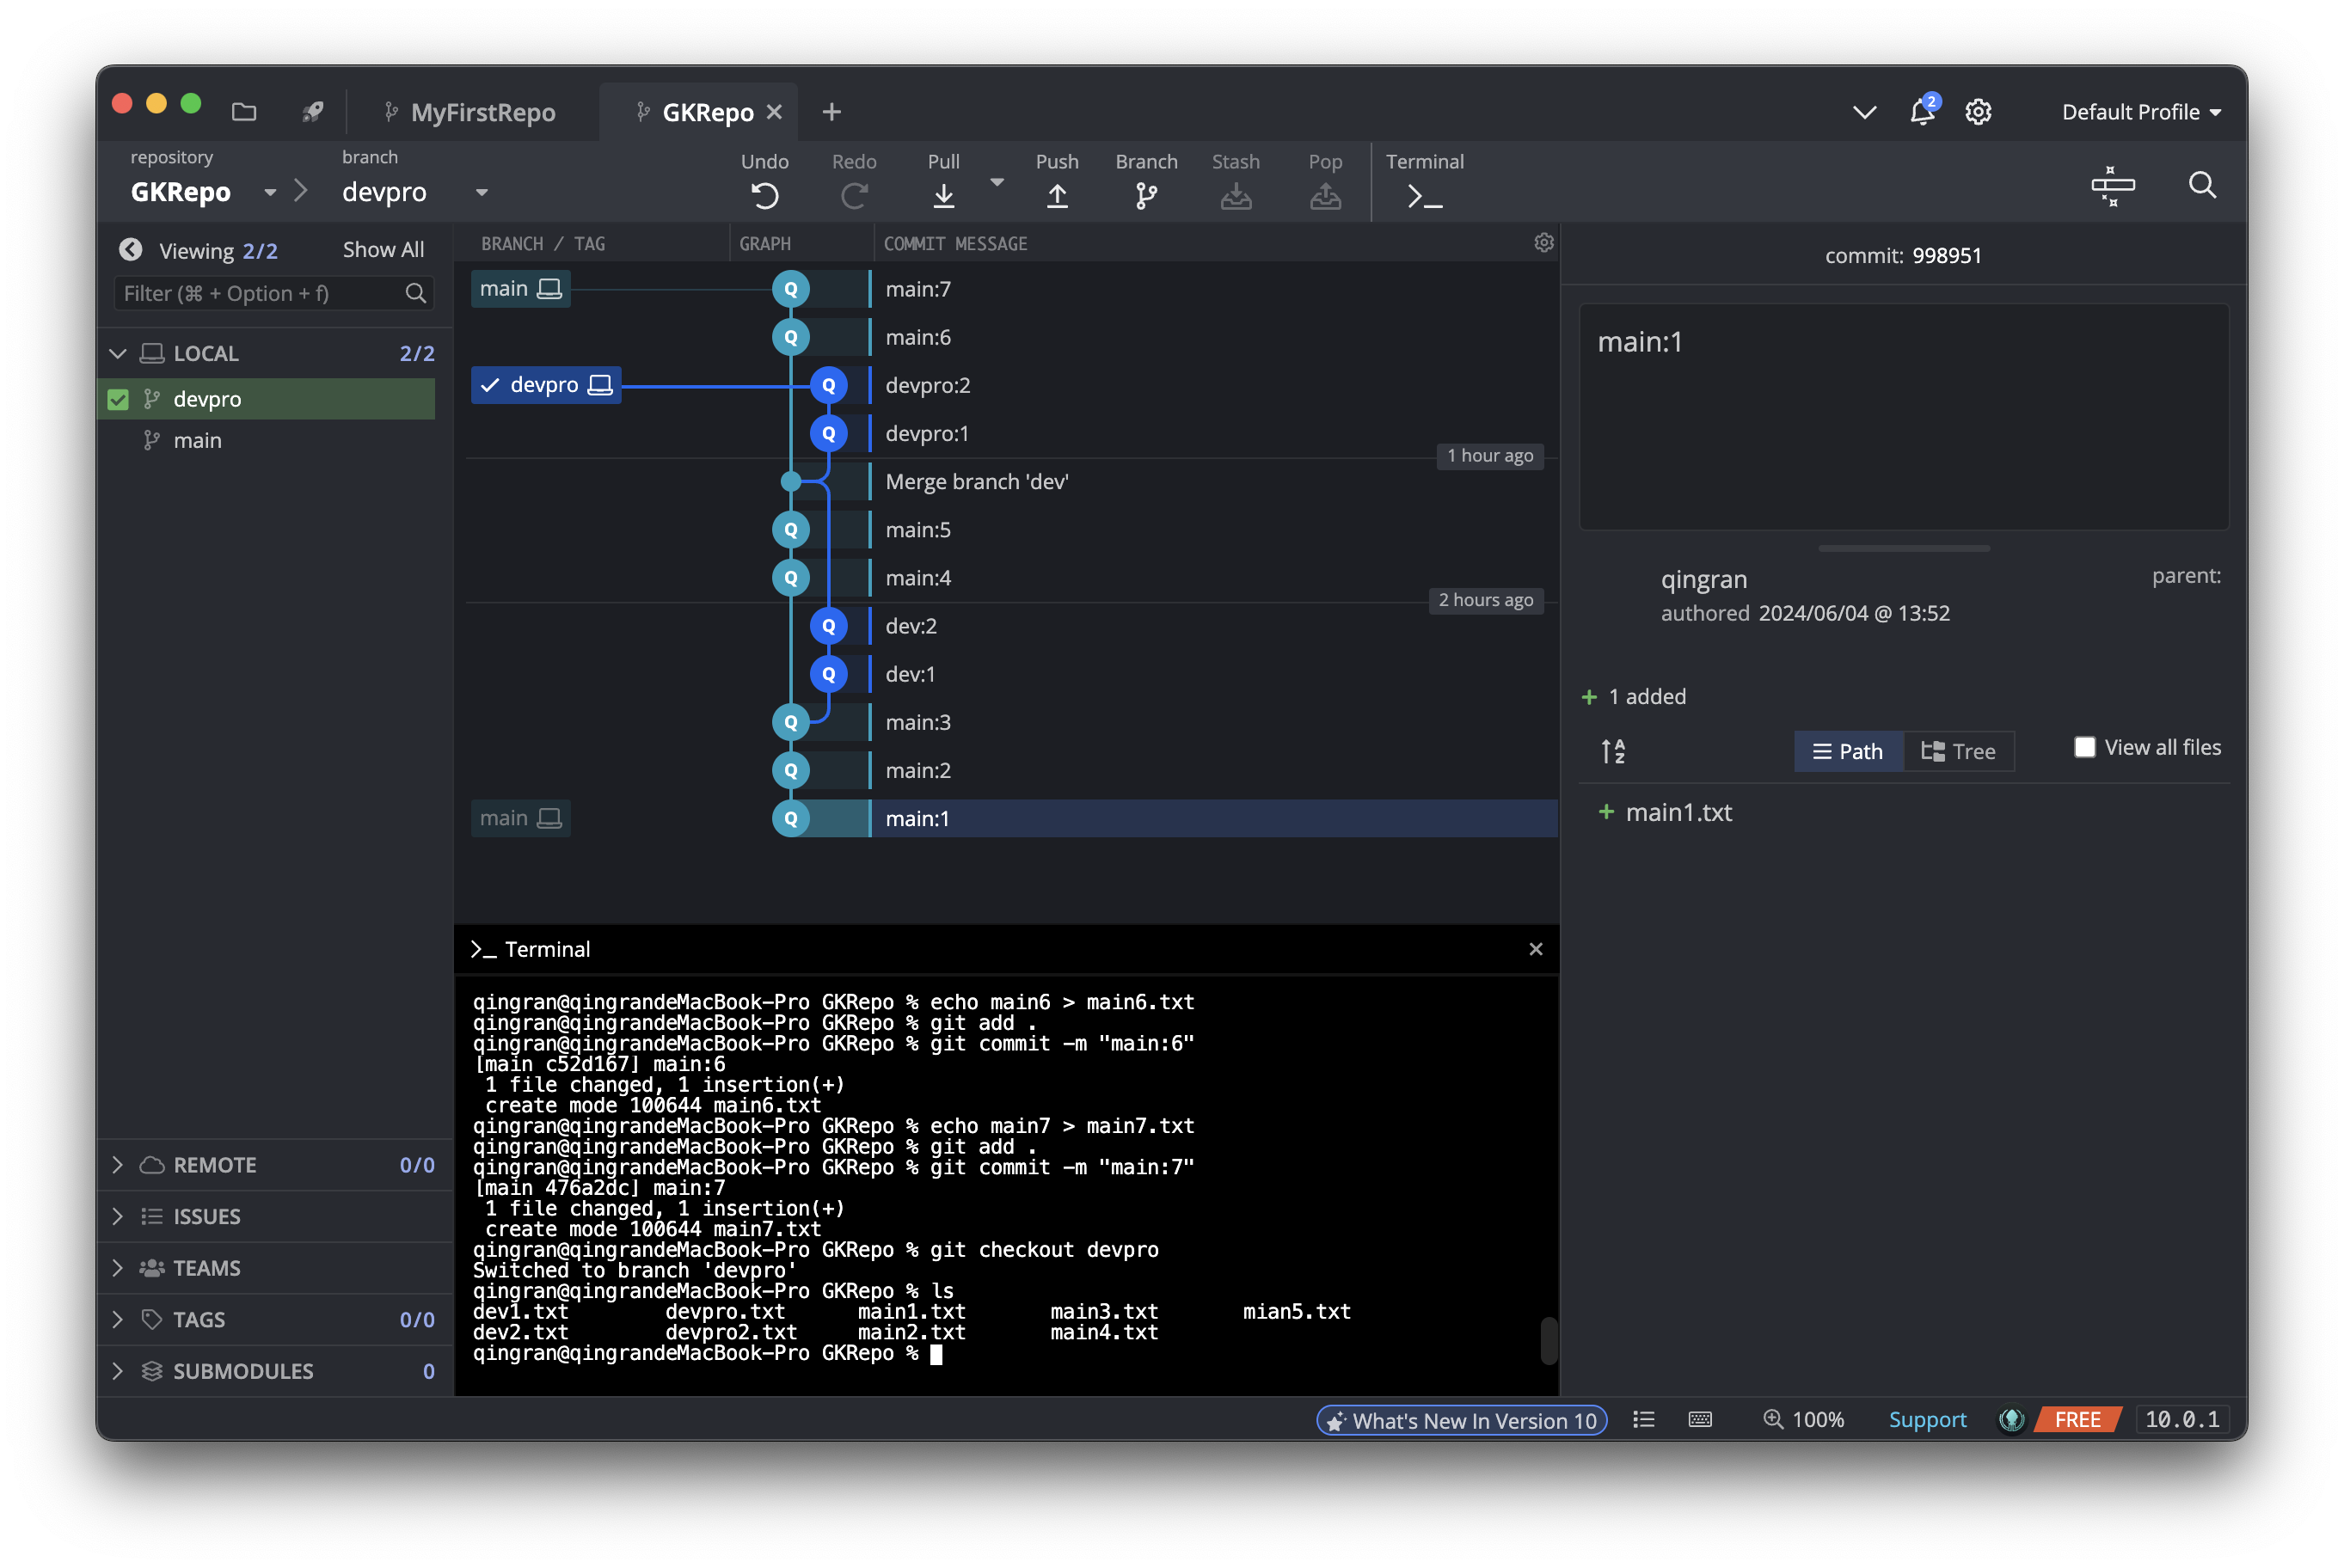 MyFirstRepo
GKRepo
2
Default Profile
repository
GKRepo
branch
devpro
Undo
Redo
Pull
Push
Branch
Stash
Pop
Terminal
Viewing 2/2
Show All
Filter (⌘ + Option + f)
LOCAL 2/2
devpro
main
REMOTE 0/0
ISSUES
TEAMS
TAGS 0/0
SUBMODULES 0
BRANCH / TAG
GRAPH
COMMIT MESSAGE
main Q main:7
Q main:6
devpro Q devpro:2
Q devpro:1
1 hour ago
Merge branch 'dev'
Q main:5
Q main:4
2 hours ago
Q dev:2
Q dev:1
Q main:3
Q main:2
main Q main:1
>_ Terminal
qingran@qingrandeMacBook-Pro GKRepo % echo main6 > main6.txt
qingran@qingrandeMacBook-Pro GKRepo % git add .
qingran@qingrandeMacBook-Pro GKRepo % git commit -m "main:6"
[main c52d167] main:6
1 file changed, 1 insertion(+)
create mode 100644 main6.txt
qingran@qingrandeMacBook-Pro GKRepo % echo main7 > main7.txt
qingran@qingrandeMacBook-Pro GKRepo % git add .
qingran@qingrandeMacBook-Pro GKRepo % git commit -m "main:7"
[main 476a2dc] main:7
1 file changed, 1 insertion(+)
create mode 100644 main7.txt
qingran@qingrandeMacBook-Pro GKRepo % git checkout devpro
Switched to branch 'devpro'
qingran@qingrandeMacBook-Pro GKRepo % ls
dev1.txt devpro.txt main1.txt main3.txt mian5.txt
dev2.txt devpro2.txt main2.txt main4.txt
qingran@qingrandeMacBook-Pro GKRepo %
commit: 998951
main:1
qingran
parent:
authored 2024/06/04 @ 13:52
+ 1 added
A
Z
Path
Tree
View all files
+ main1.txt
What's New In Version 10
100%
Support
FREE
10.0.1